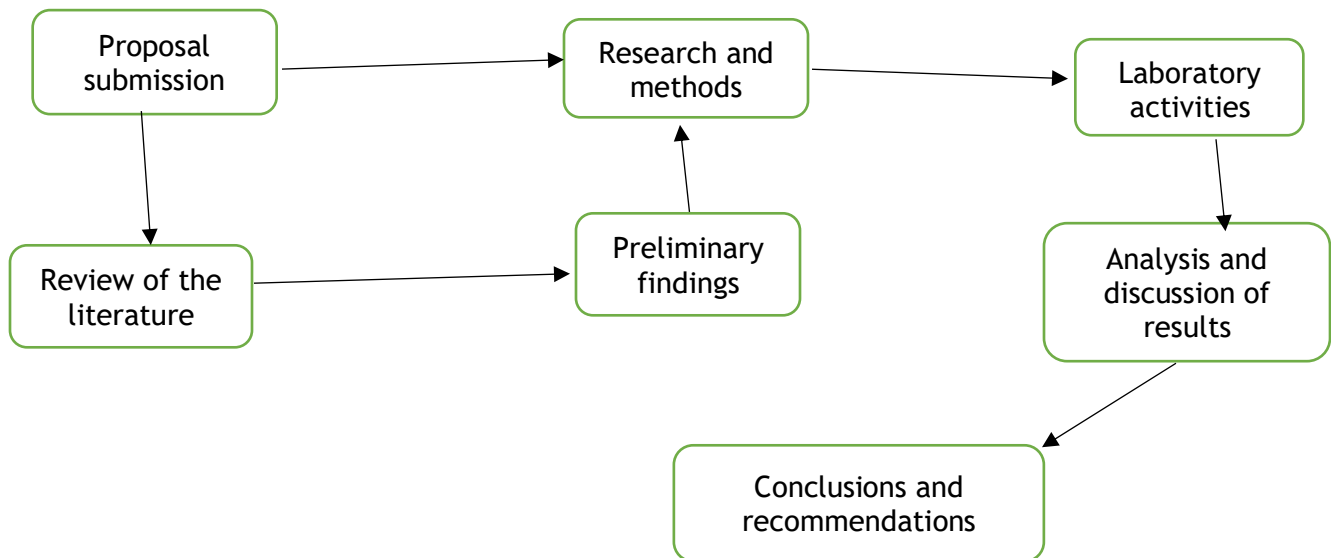 Proposal
submission
Research and
methods
Laboratory
activities
Review of the
literature
Preliminary
findings
Analysis and
discussion of
results
Conclusions and
recommendations